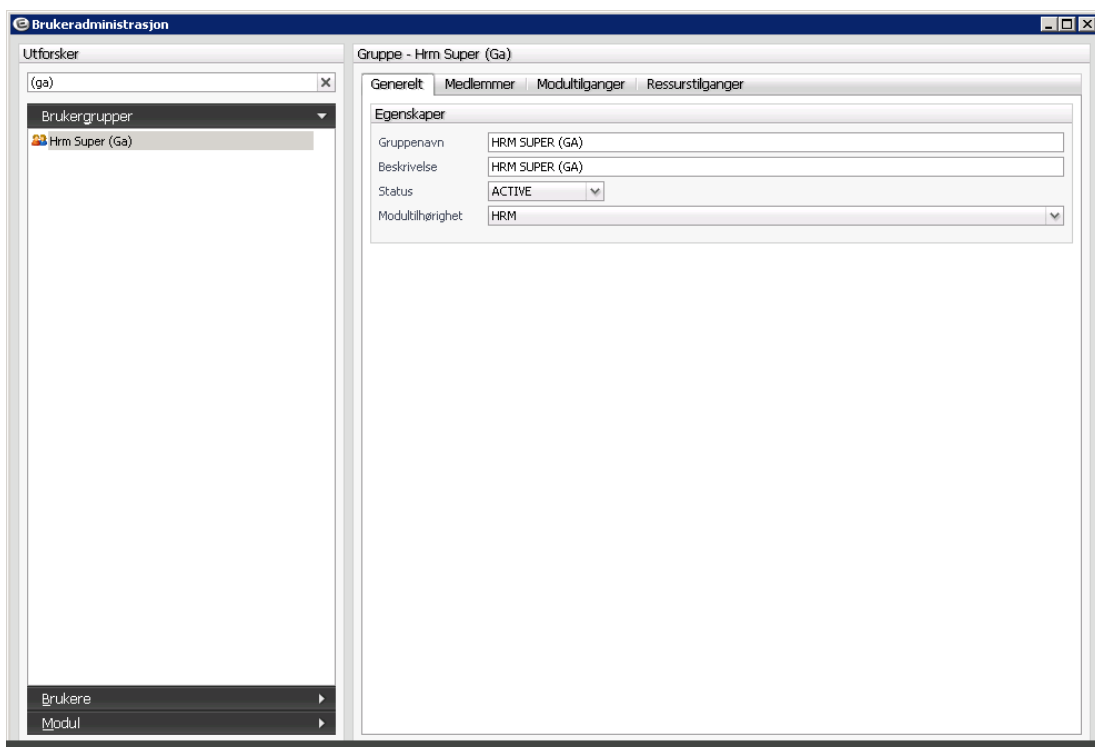 Brukeradministrasjon
Utforsker
(ga)
Brukergrupper
Hrm Super (Ga)
Brukere
Modul
Gruppe - Hrm Super (Ga)
Generelt Medlemmer Modultilganger Ressurstilganger
Egenskaper
Gruppenavn HRM SUPER (GA)
Beskrivelse HRM SUPER (GA)
Status ACTIVE
Modultilhørighet HRM